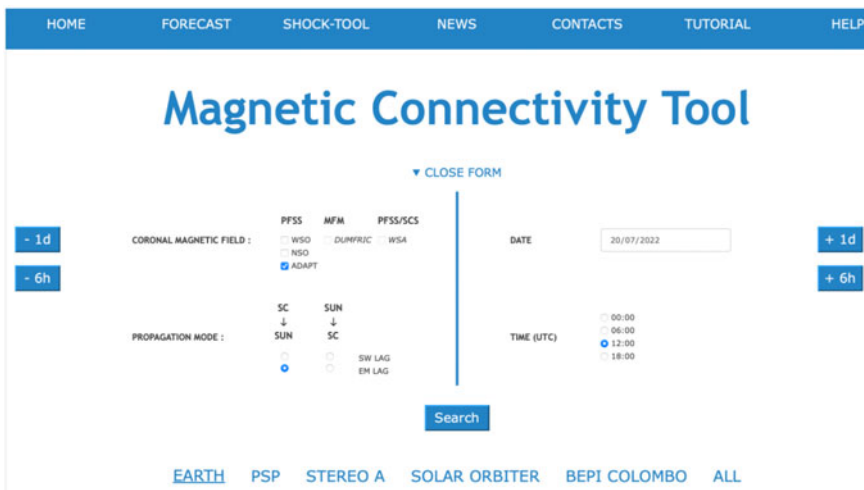 HOME FORECAST SHOCK-TOOL NEWS CONTACTS TUTORIAL HELP
Magnetic Connectivity Tool
▼ CLOSE FORM
PFSS MFM PFSS/SCS
- 1d CORONAL MAGNETIC FIELD : WSO DUMFRIC WSA DATE 20/07/2022 + 1d
NSO
ADAPT
- 6h + 6h
SC SUN
↓ ↓
SUN SC
PROPAGATION MODE : TIME (UTC)
00:00
06:00
12:00
18:00
SW LAG
EM LAG
Search
EARTH PSP STEREO A SOLAR ORBITER BEPI COLOMBO ALL